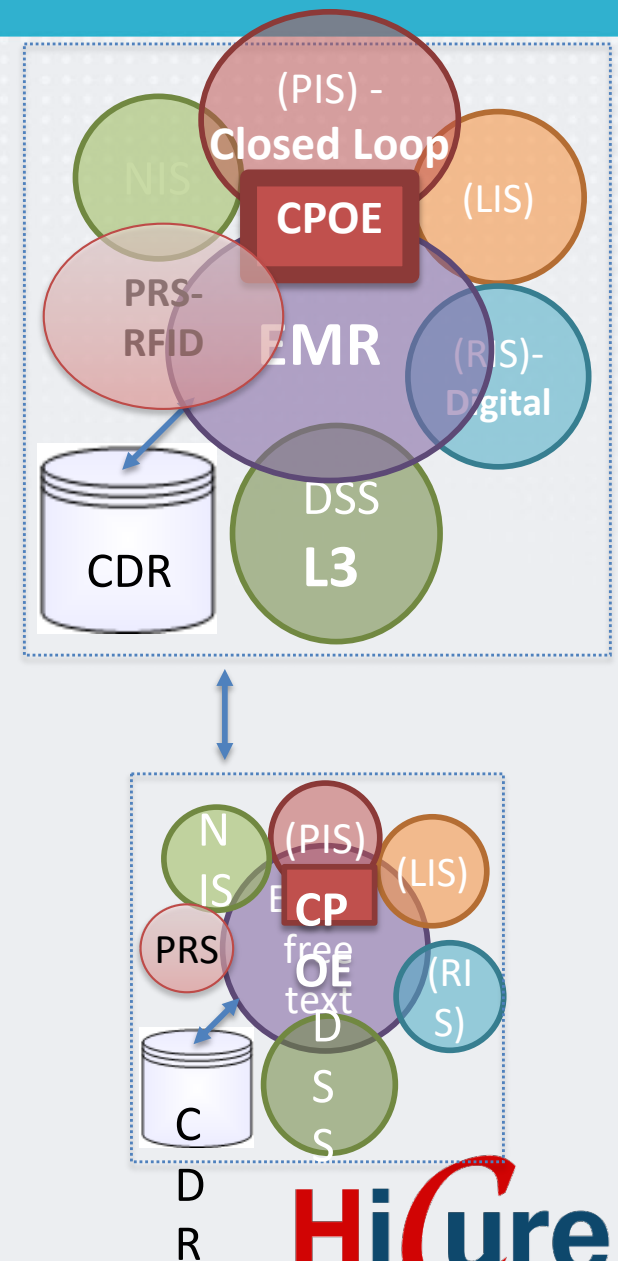 (PIS) -
Closed Loop
NIS
CPOE
(LIS)
PRS-
RFID
EMR
(RIS)-
Digital
DSS
L3
CDR
N
IS
(PIS)
(LIS)
CP
OE
PRS
free
text
(RI
S)
D
S
S
C
D
R
HiCure